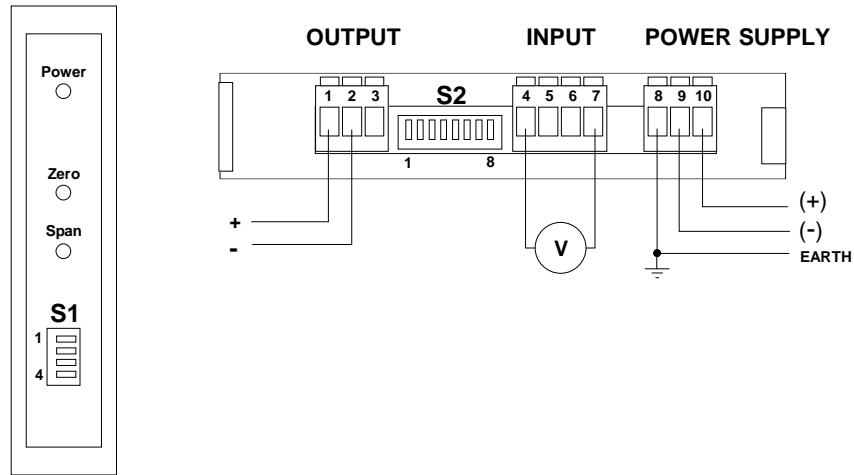 Power
Zero
Span
S1
1
4
OUTPUT INPUT POWER SUPPLY
1 2 3 S2 4 5 6 7 8 9 10
1 8
+
-
V
(+)
(-)
EARTH